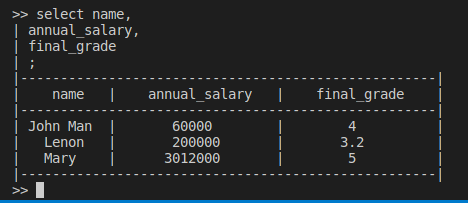 >> select name,
| annual_salary,
| final_grade
| ;
|---------------------------------------------------|
|    name   |    annual_salary   |    final_grade    |
|---------------------------------------------------|
| John Man  |       60000        |        4          |
|   Lenon   |       200000       |       3.2         |
|   Mary    |      3012000       |        5          |
|---------------------------------------------------|
>>